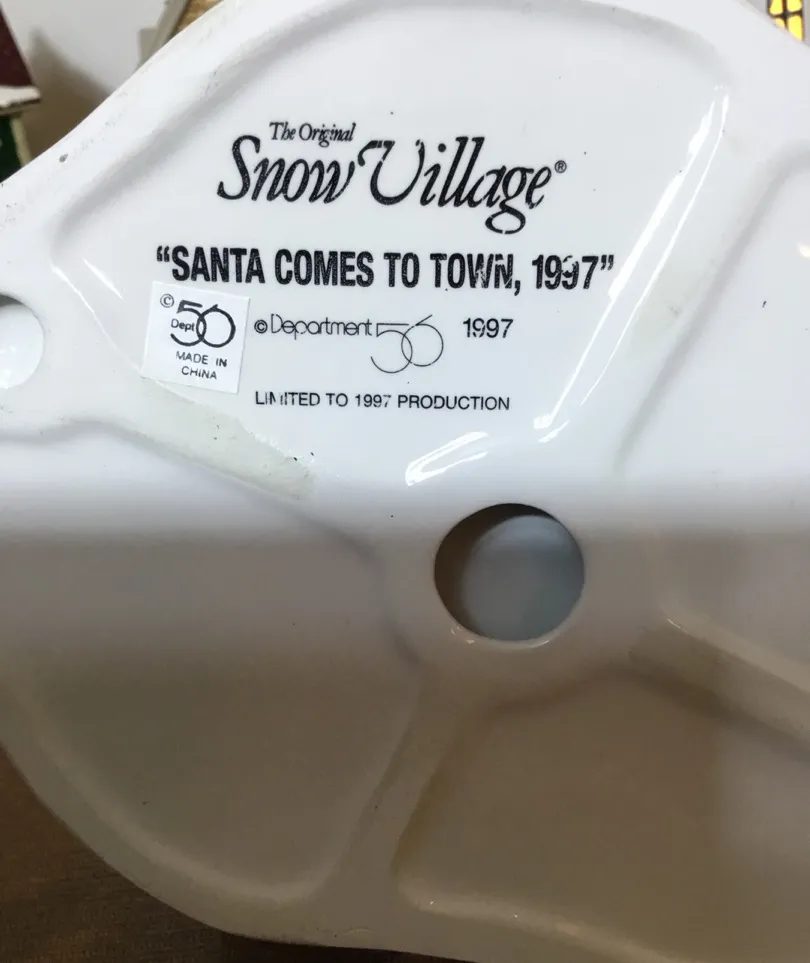 The Original
Snow Village®
“SANTA COMES TO TOWN, 1997”
© Dept 56
MADE IN
CHINA
© Department 56 1997
LIMITED TO 1997 PRODUCTION